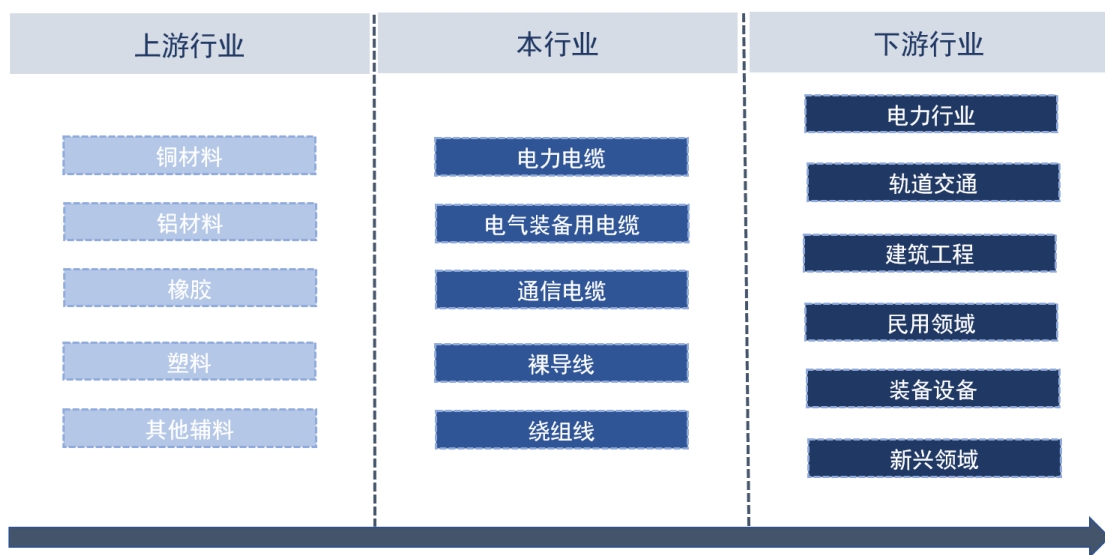 上游行业
铜材料
铝材料
橡胶
塑料
其他辅料
本行业
电力电缆
电气装备用电缆
通信电缆
裸导线
绕组线
下游行业
电力行业
轨道交通
建筑工程
民用领域
装备设备
新兴领域